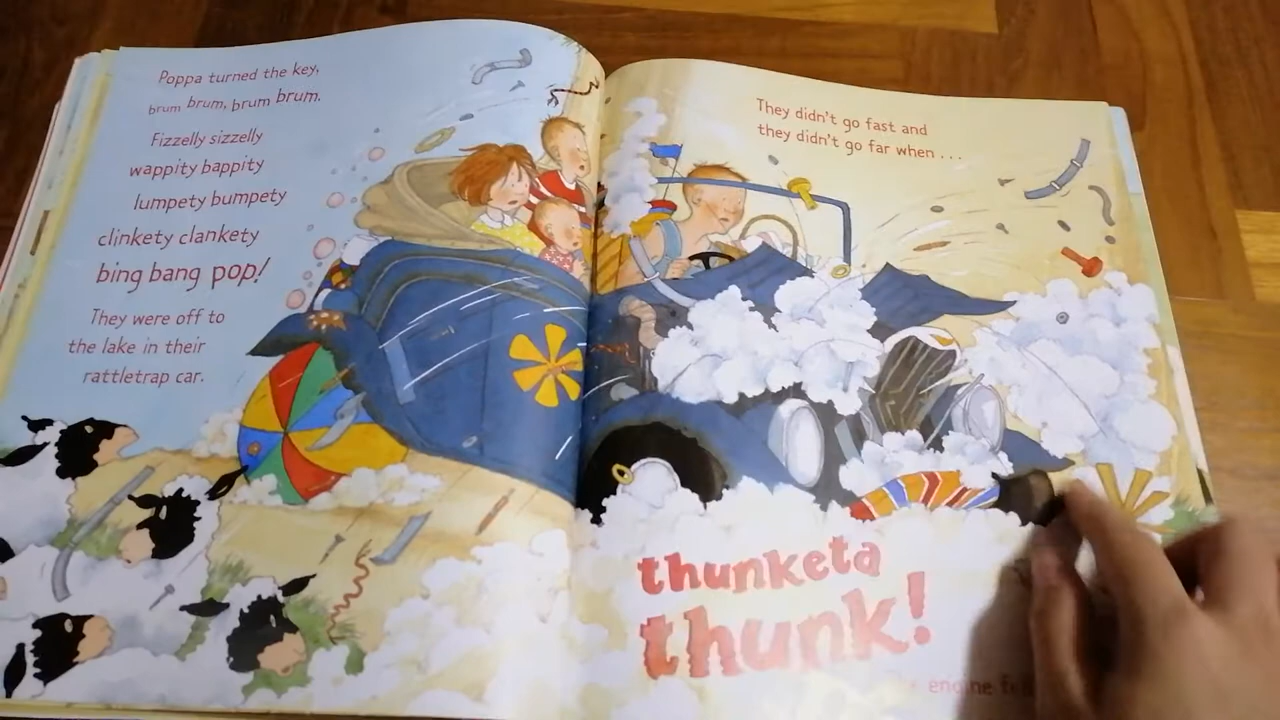 Poppa turned the key,
brum brum, brum brum.
Fizzelly sizzelly
wappity bappity
lumpety bumpety
clinkety clankety
bing bang pop!
They were off to
the lake in their
rattletrap car.
They didn't go fast and
they didn't go far when . . .
thunketa
thunk!
engine